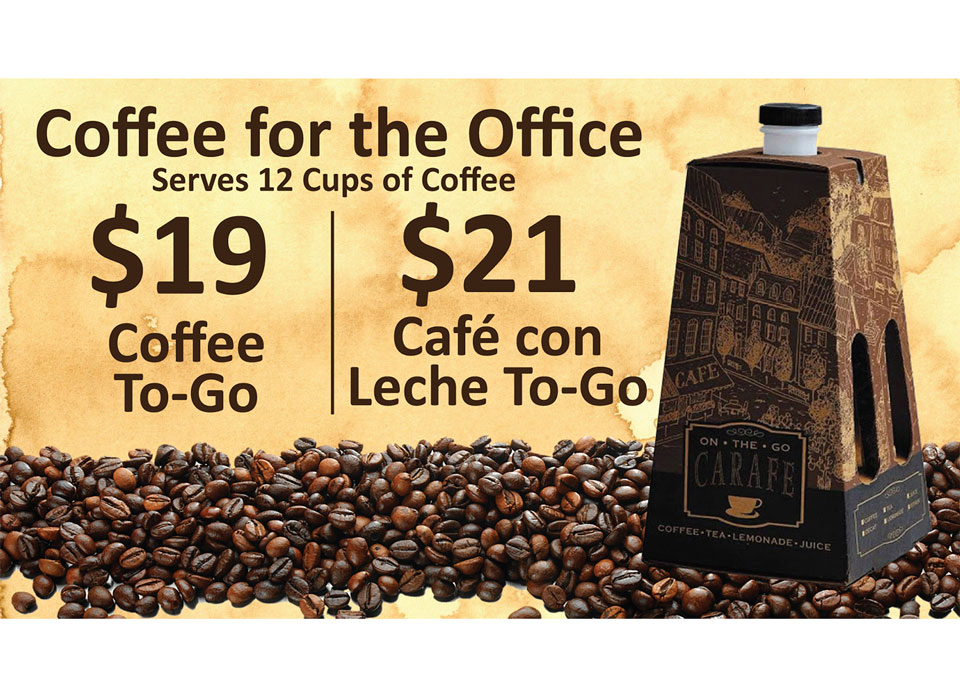 Coffee for the Office
Serves 12 Cups of Coffee
$19
Coffee
To-Go
$21
Café con
Leche To-Go
CAFE
ON • THE • GO
CARAFE
COFFEE • TEA • LEMONADE • JUICE